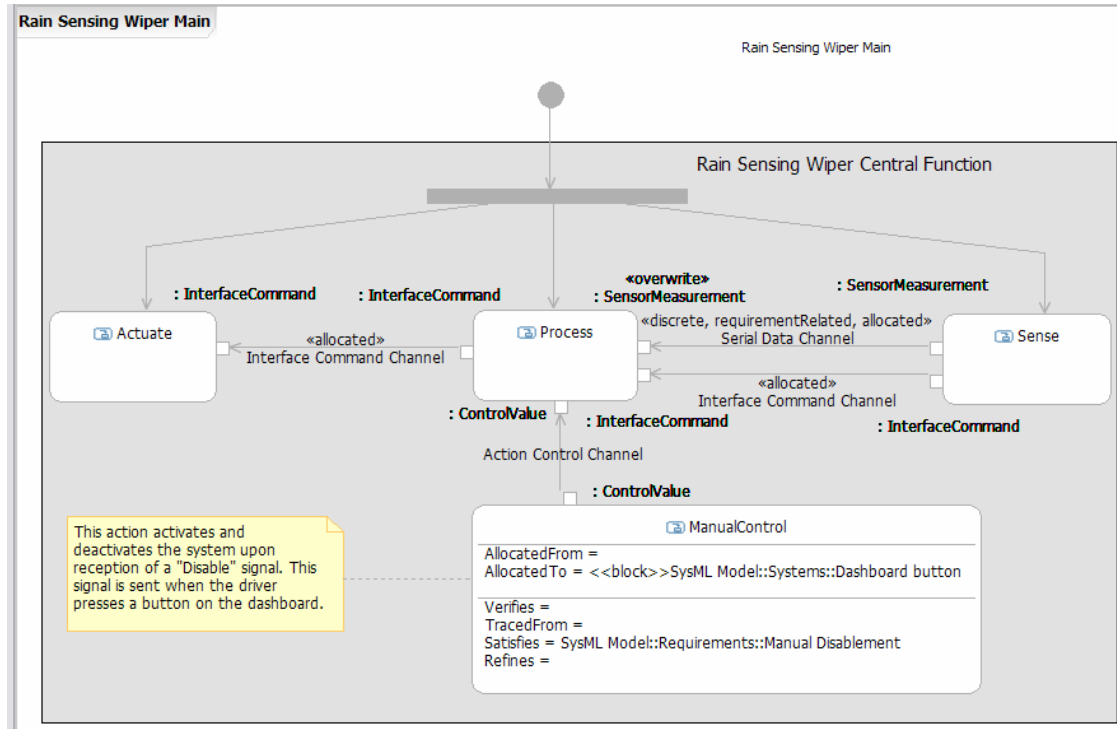 Rain Sensing Wiper Main
Rain Sensing Wiper Main
Rain Sensing Wiper Central Function
: InterfaceCommand
: InterfaceCommand
«overwrite»
: SensorMeasurement
: SensorMeasurement
Actuate
«allocated»
Interface Command Channel
Process
«discrete, requirementRelated, allocated»
Serial Data Channel
Sense
«allocated»
Interface Command Channel
: ControlValue
: InterfaceCommand
: InterfaceCommand
Action Control Channel
: ControlValue
This action activates and
deactivates the system upon
reception of a "Disable" signal. This
signal is sent when the driver
presses a button on the dashboard.
ManualControl
AllocatedFrom =
AllocatedTo = <<block>>SysML Model::Systems::Dashboard button
Verifies =
TracedFrom =
Satisfies = SysML Model::Requirements::Manual Disablement
Refines =